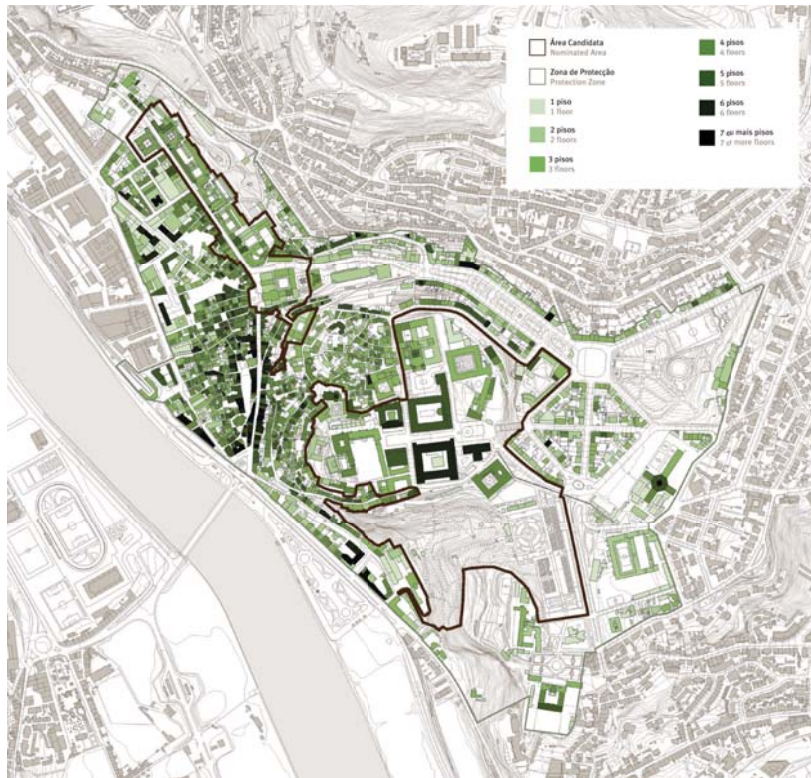 Área Candidata
Nominated Area
Zona de Protecção
Protection Zone
1 piso
1 floor
2 pisos
2 floors
3 pisos
3 floors
4 pisos
4 floors
5 pisos
5 floors
6 pisos
6 floors
7 ou mais pisos
7 or more floors